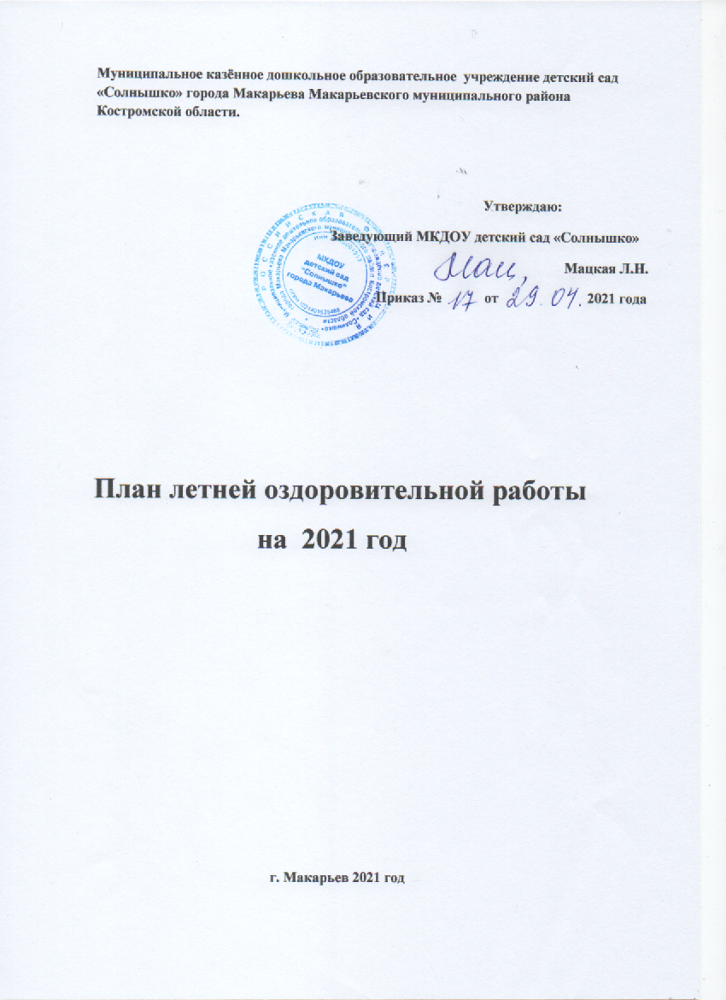 Муниципальное казённое дошкольное образовательное учреждение детский сад
«Солнышко» города Макарьева Макарьевского муниципального района
Костромской области.
Утверждаю:
Заведующий МКДОУ детский сад «Солнышко»
Мацкая Л.Н.
Приказ № 17 от 29.04.2021 года
МКДОУ
детский сад
"Солнышко"
города Макарьева
План летней оздоровительной работы
на 2021 год
г. Макарьев 2021 год